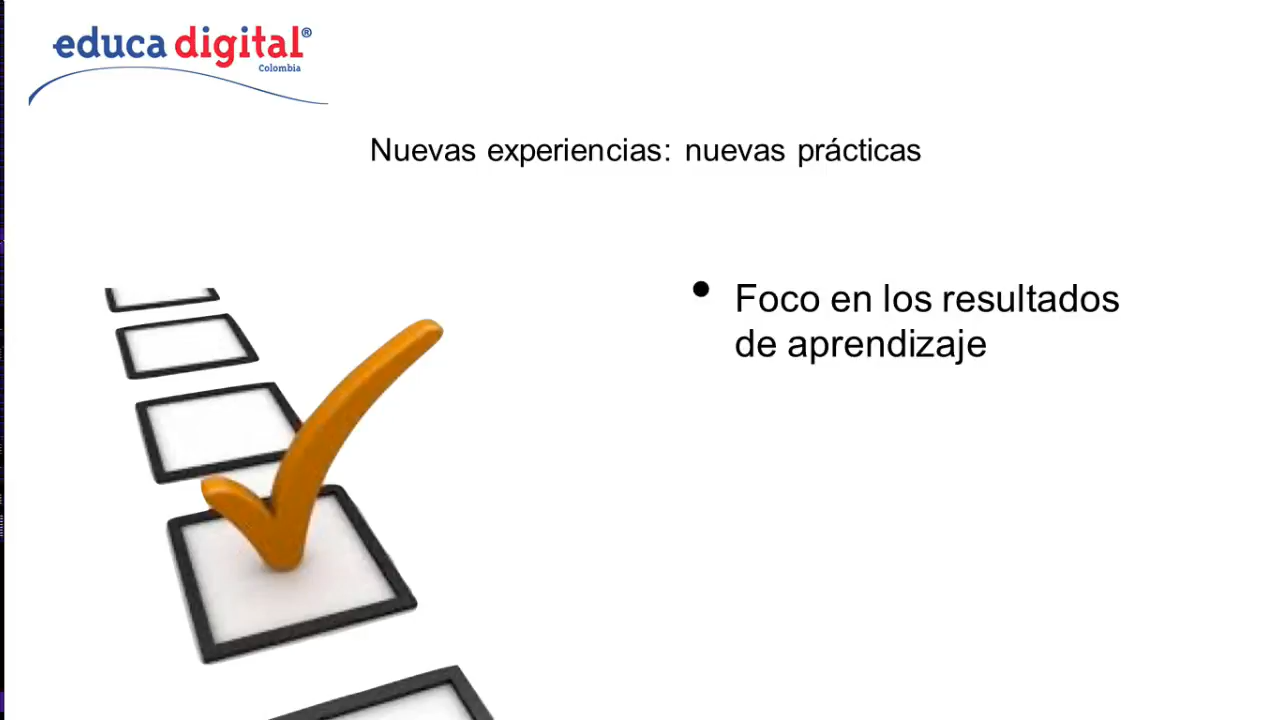 educa digital®
Colombia
Nuevas experiencias: nuevas prácticas
• Foco en los resultados
de aprendizaje